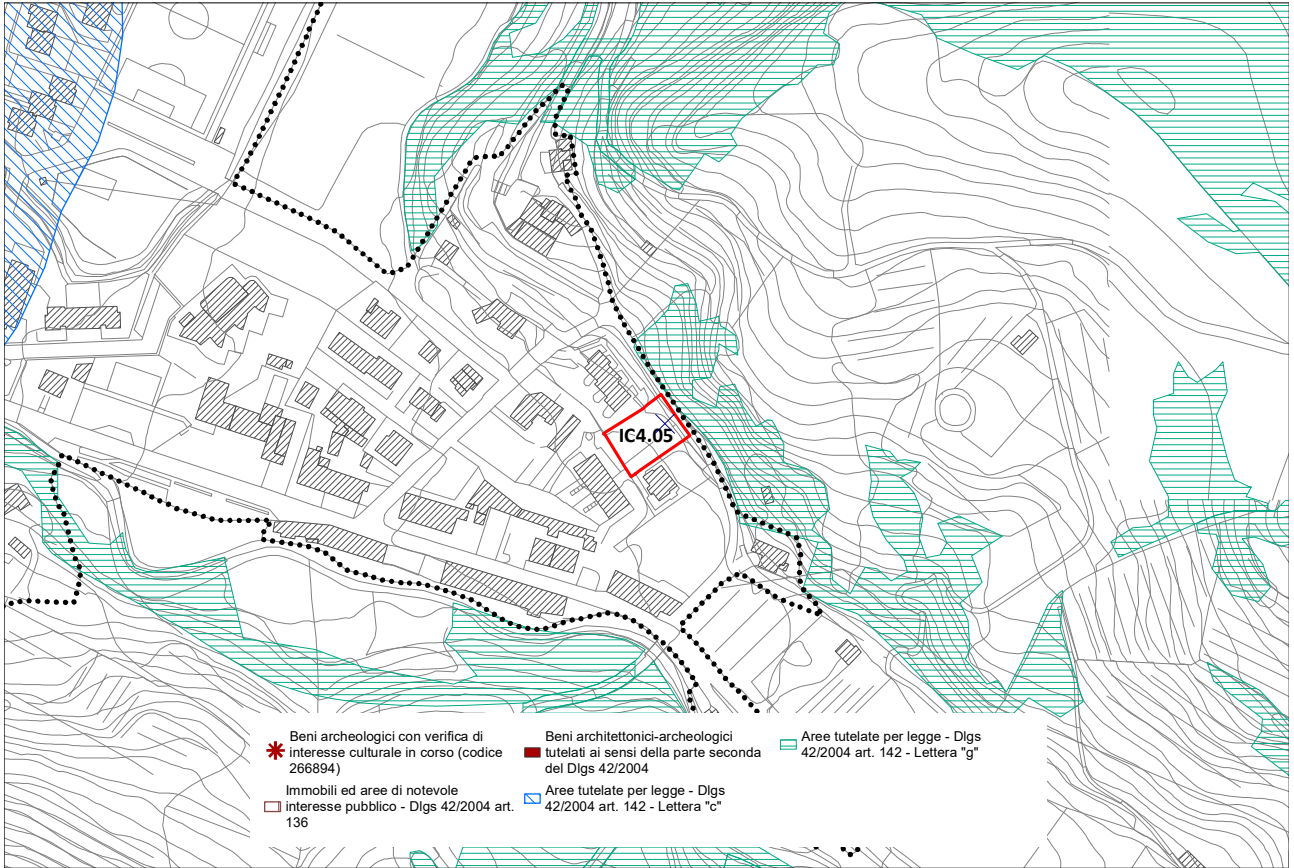 IC4.05
Beni archeologici con verifica di
interesse culturale in corso (codice
266894)
Immobili ed aree di notevole
interesse pubblico - Dlgs 42/2004 art.
136
Beni architettonici-archeologici
tutelati ai sensi della parte seconda
del Dlgs 42/2004
Aree tutelate per legge - Dlgs
42/2004 art. 142 - Lettera "c"
Aree tutelate per legge - Dlgs
42/2004 art. 142 - Lettera "g"